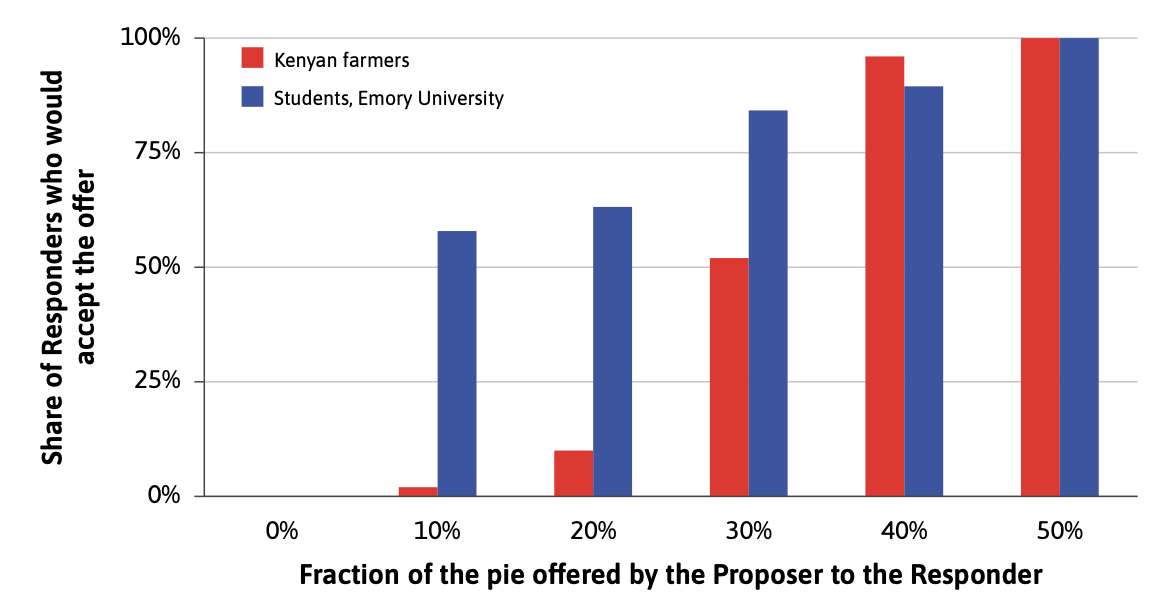 Share of Responders who would
accept the offer
100%
75%
50%
25%
0%
Kenyan farmers
Students, Emory University
0% 10% 20% 30% 40% 50%
Fraction of the pie offered by the Proposer to the Responder